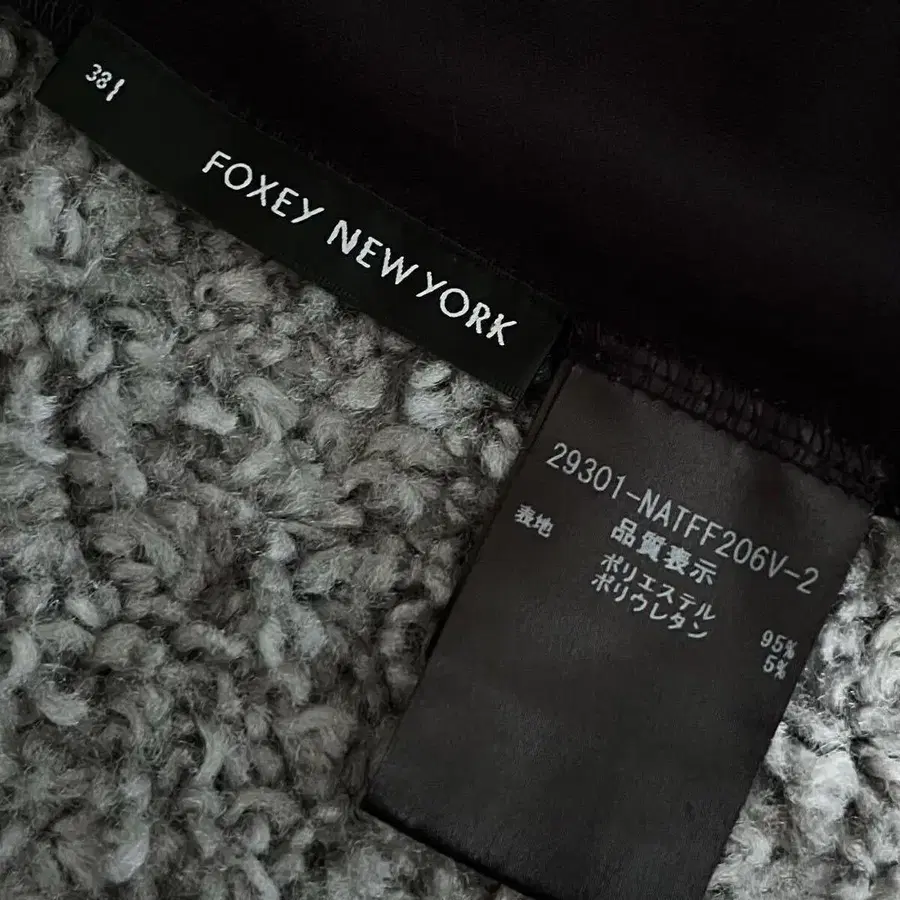 38
FOXEY NEW YORK
29301-NATFF206V-2
品質表示
表地
ポリエステル 95%
ポリウレタン 5%